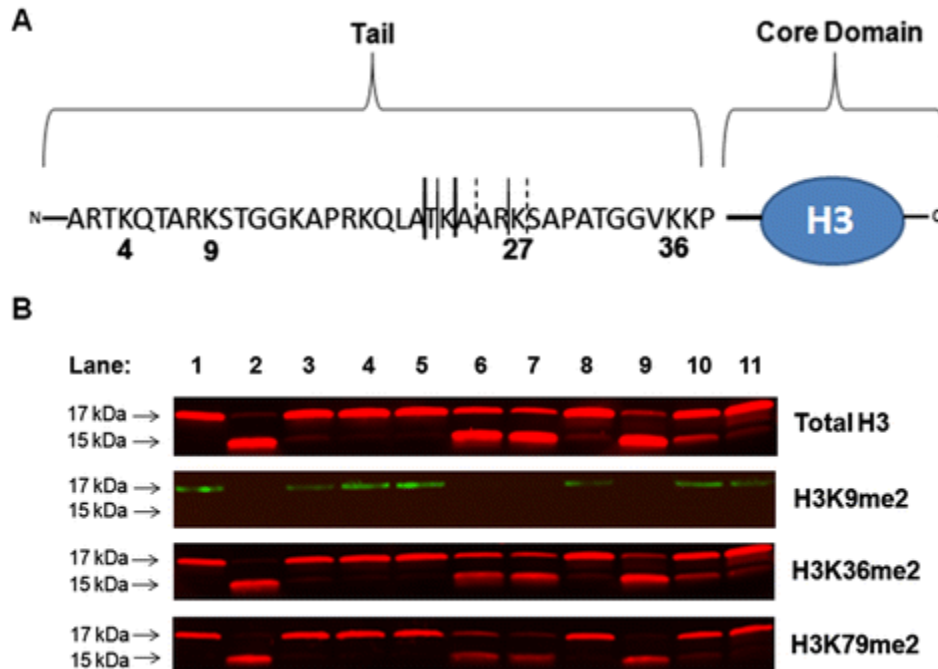 A
Tail
Core Domain
N
ARTKQTARKSTGGKAPRKQLATKAARKSAPATGGVKKP
H3
C
4
9
27
36
B
Lane: 1 2 3 4 5 6 7 8 9 10 11
17 kDa →
15 kDa →
Total H3
17 kDa →
15 kDa →
H3K9me2
17 kDa →
15 kDa →
H3K36me2
17 kDa →
15 kDa →
H3K79me2